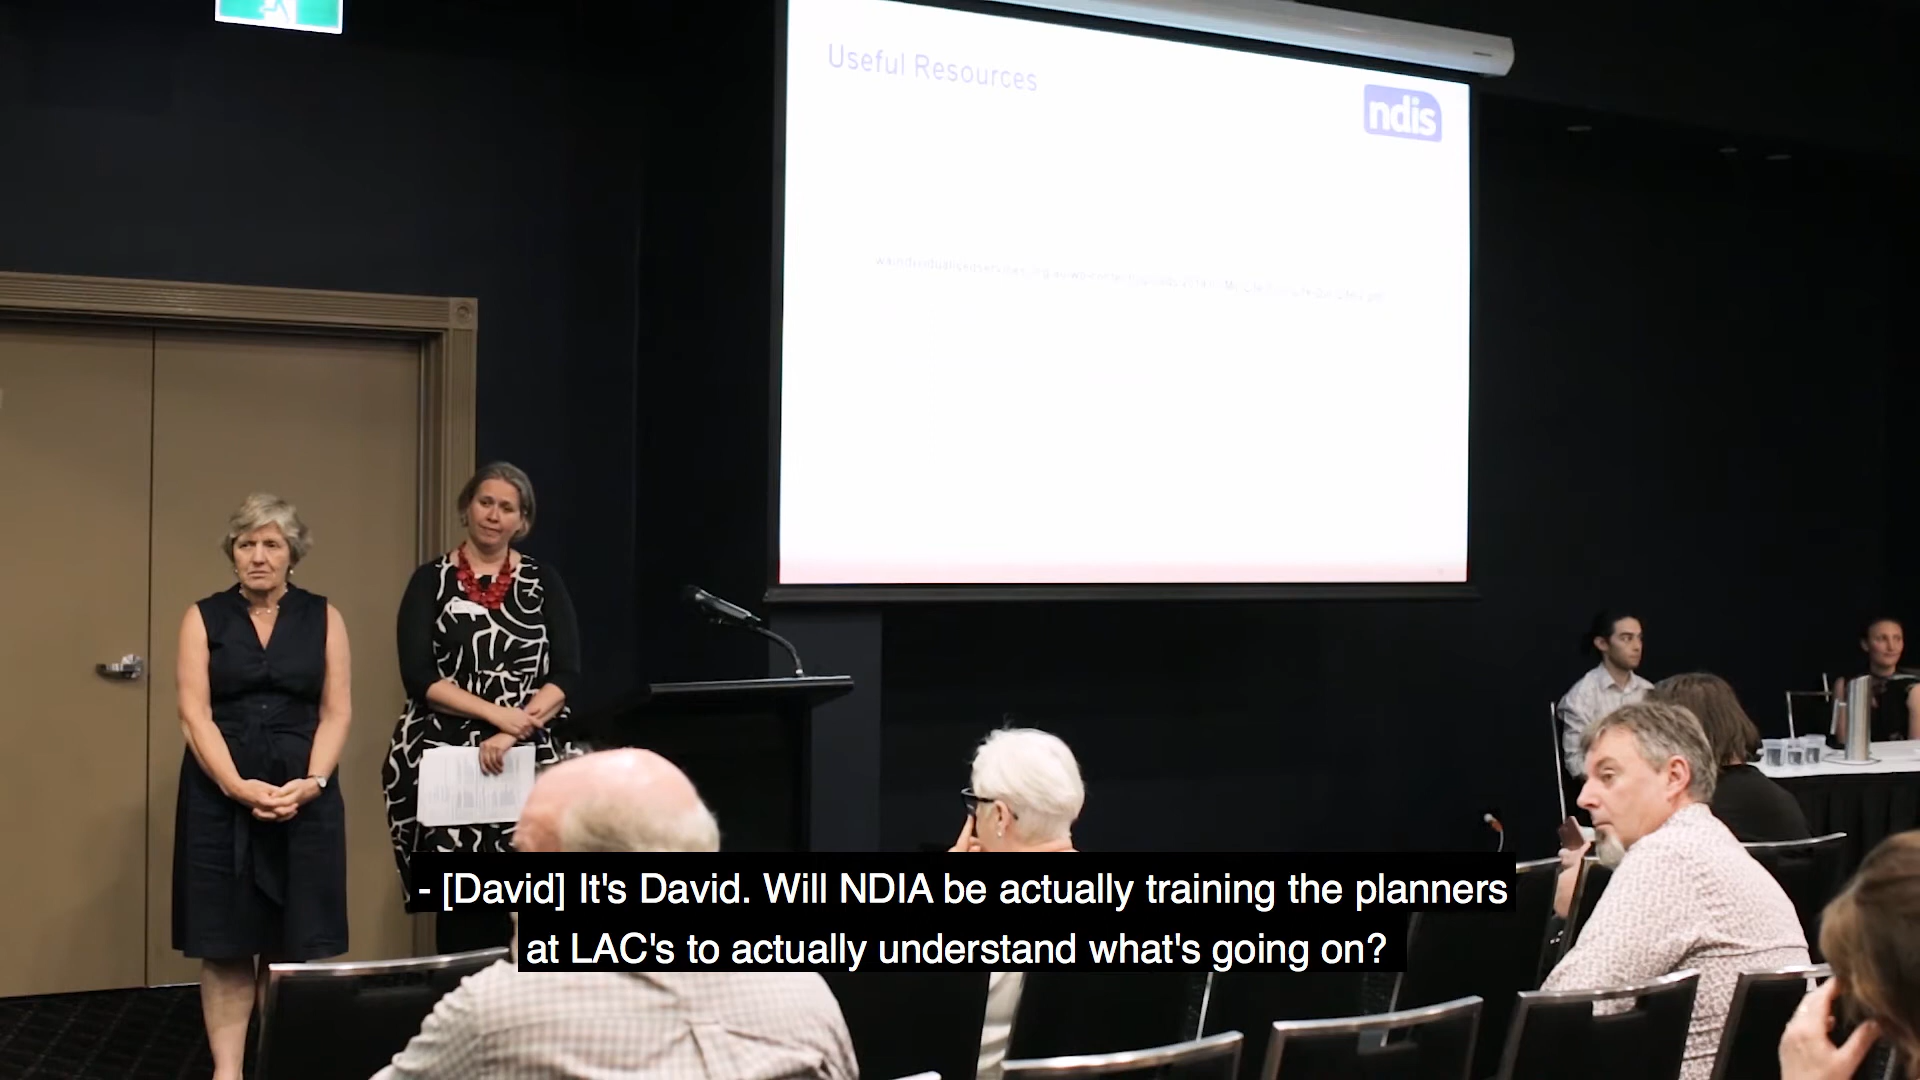 Useful Resources
ndis
- [David] It's David. Will NDIA be actually training the planners
at LAC's to actually understand what's going on?